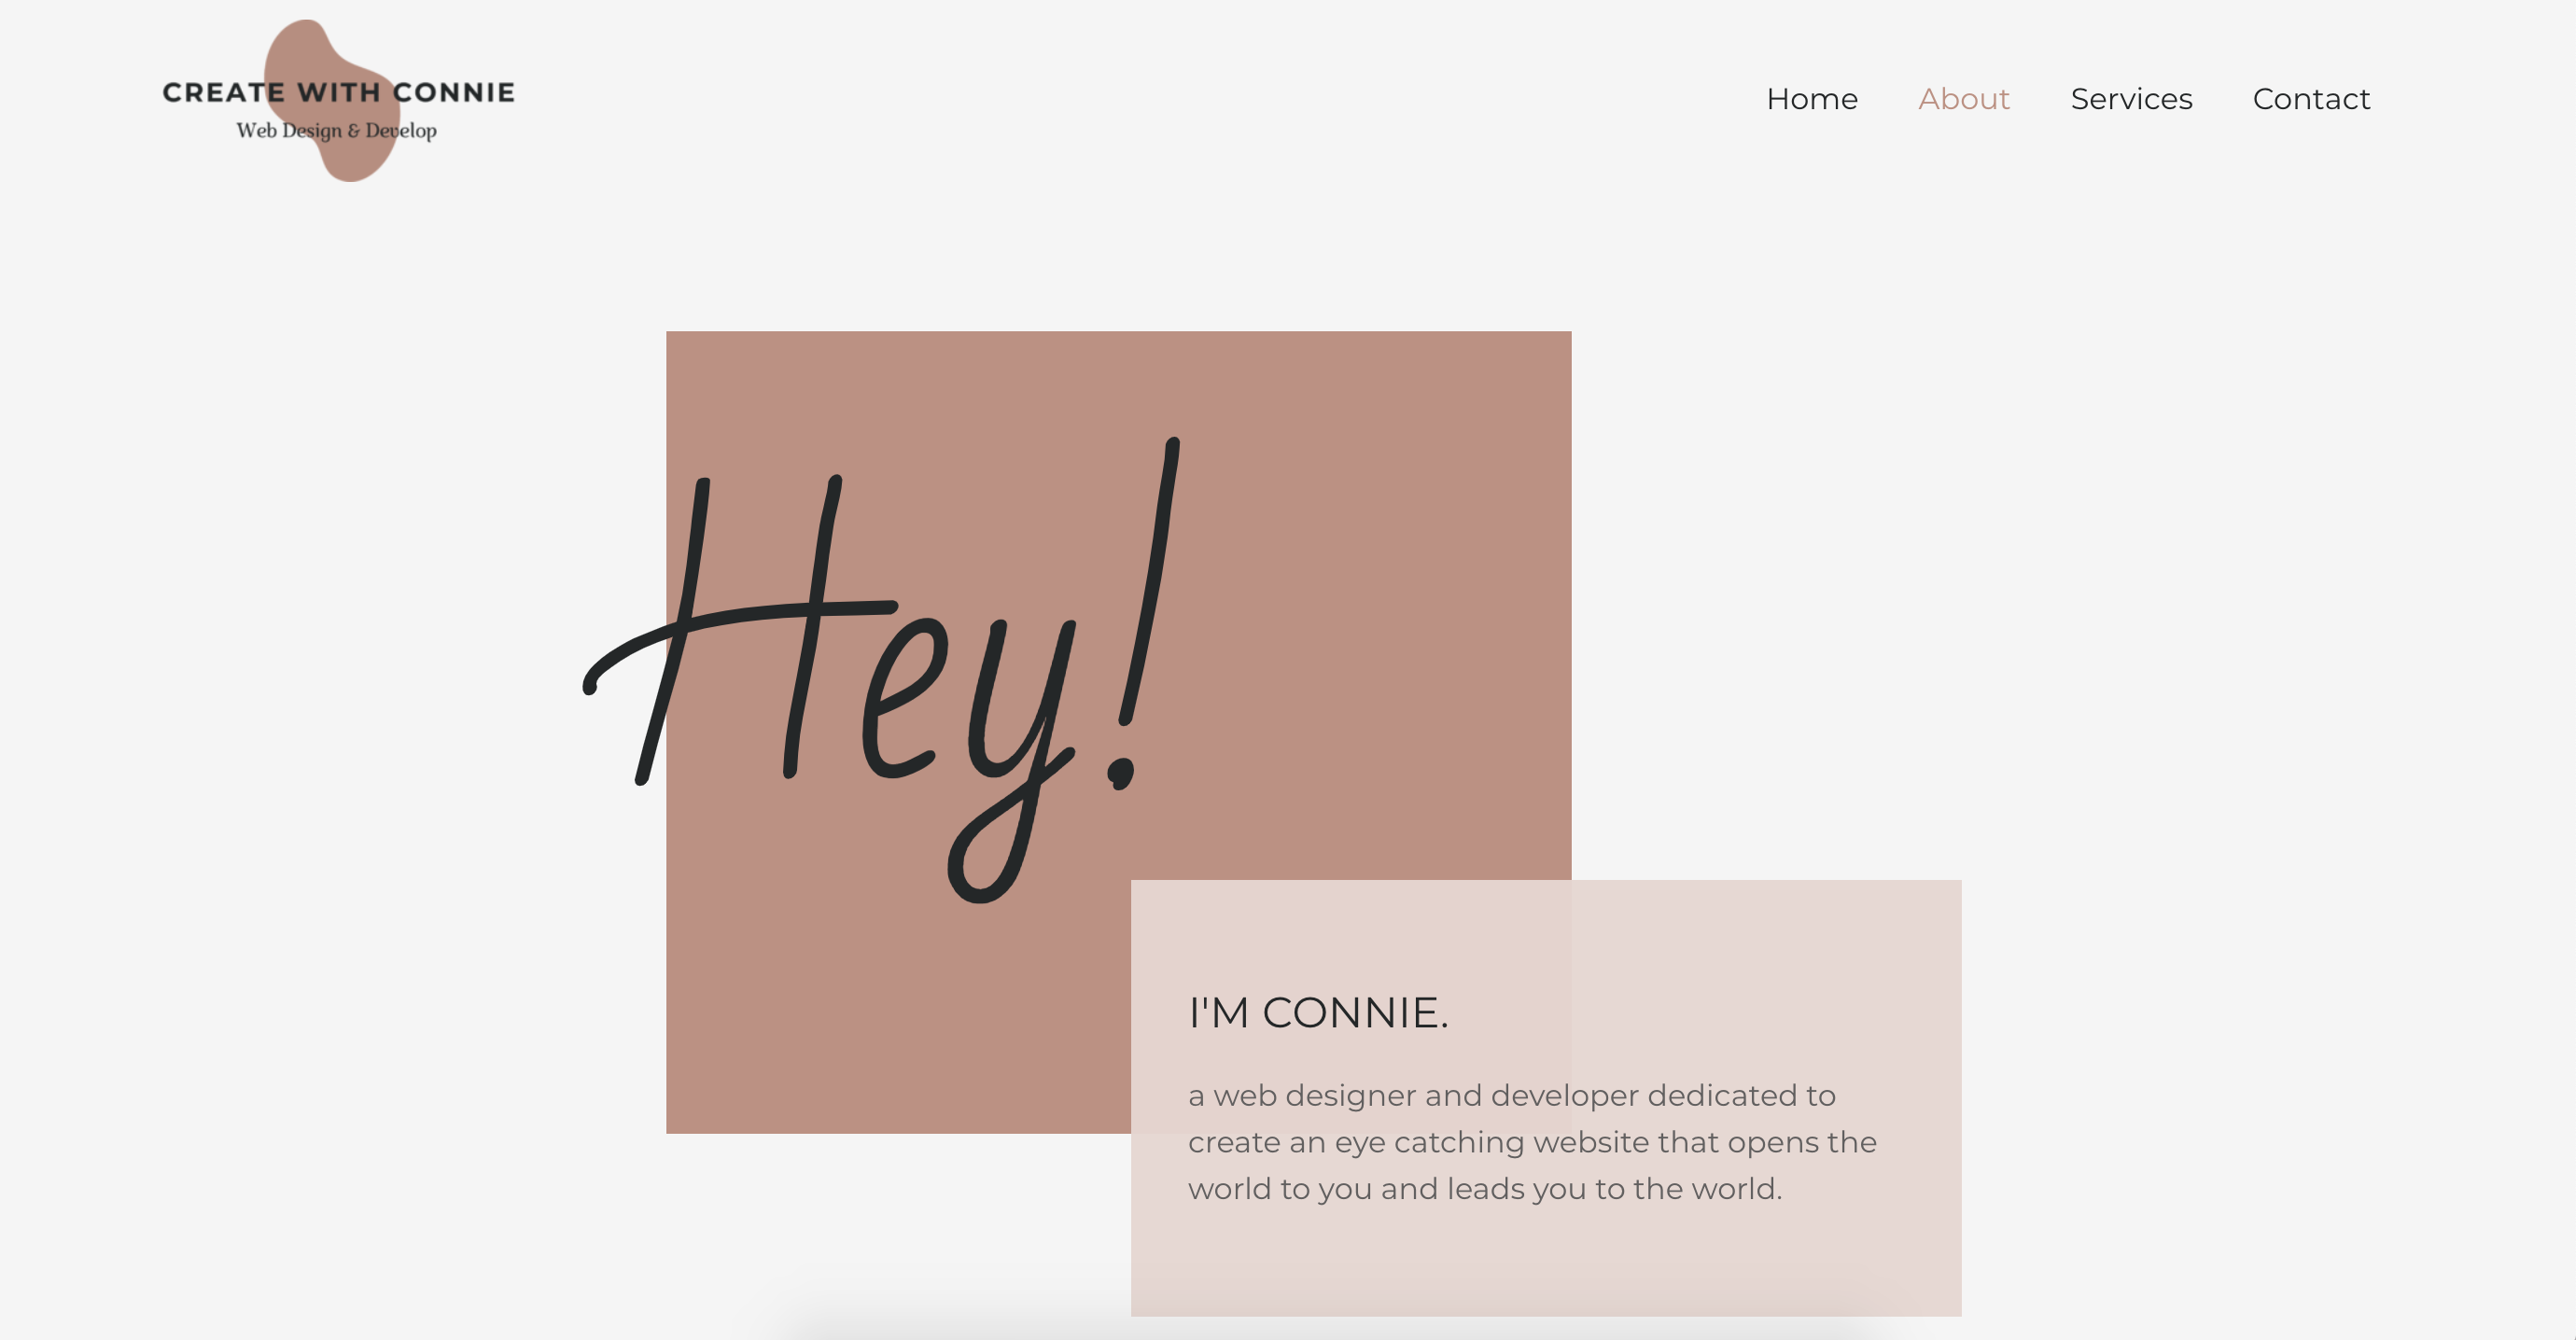 CREATE WITH CONNIE
Web Design & Develop
Home About Services Contact
Hey!
I'M CONNIE.
a web designer and developer dedicated to
create an eye catching website that opens the
world to you and leads you to the world.